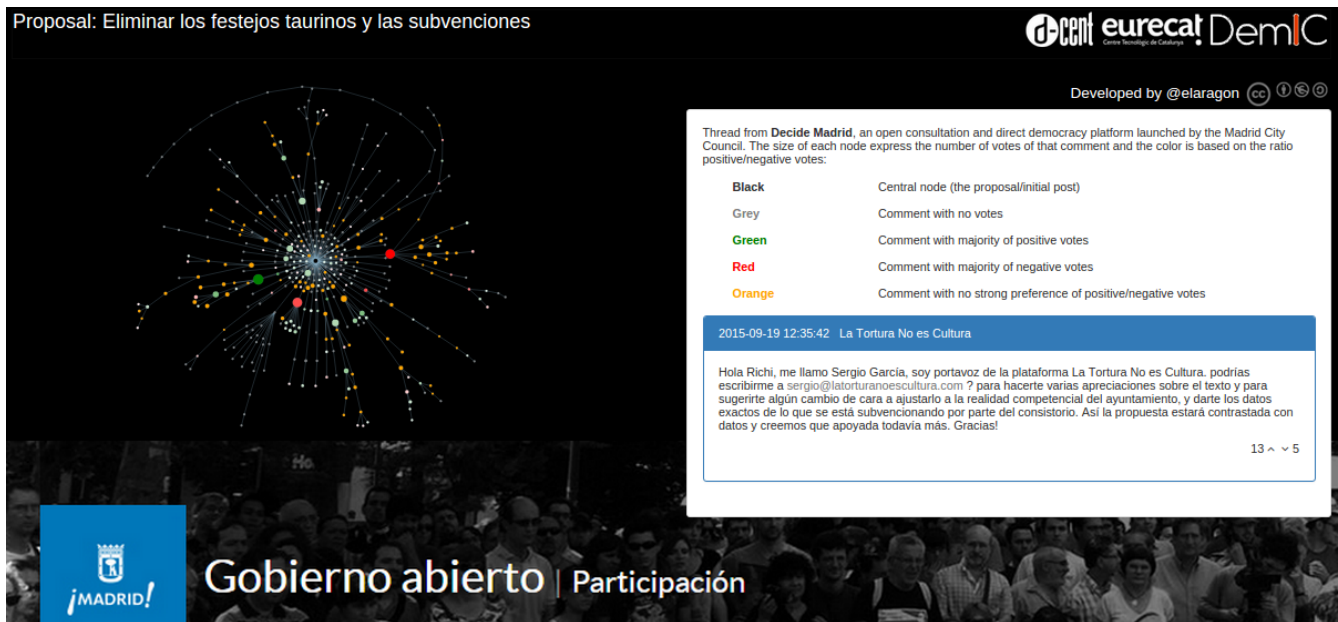 Proposal: Eliminar los festejos taurinos y las subvenciones
d-cent eurecat DemIC
Centre Tecnològic de Catalunya
Developed by @elaragon cc
Thread from Decide Madrid, an open consultation and direct democracy platform launched by the Madrid City
Council. The size of each node express the number of votes of that comment and the color is based on the ratio
positive/negative votes:
Black Central node (the proposal/initial post)
Grey Comment with no votes
Green Comment with majority of positive votes
Red Comment with majority of negative votes
Orange Comment with no strong preference of positive/negative votes
2015-09-19 12:35:42 La Tortura No es Cultura
Hola Richi, me llamo Sergio García, soy portavoz de la plataforma La Tortura No es Cultura. podrías
escribirme a sergio@latorturanoescultura.com ? para hacerte varias apreciaciones sobre el texto y para
sugerirte algún cambio de cara a ajustarlo a la realidad competencial del ayuntamiento, y darte los datos
exactos de lo que se está subvencionando por parte del consistorio. Así la propuesta estará contrastada con
datos y creemos que apoyada todavía más. Gracias!
13 5
Ho
¡MADRID!
Gobierno abierto | Participación